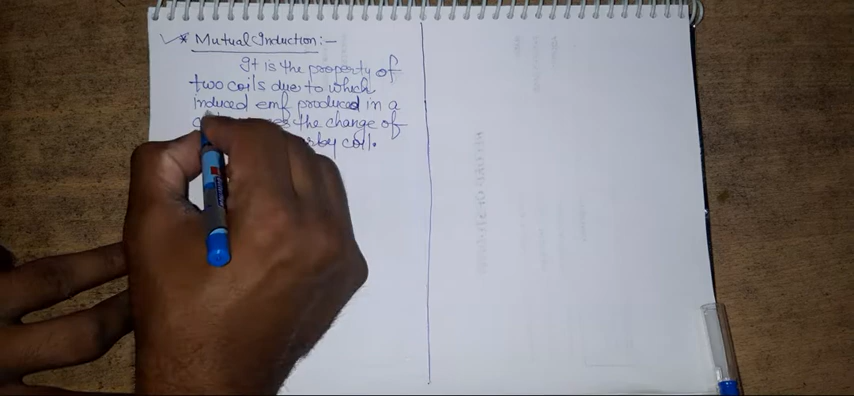 ✓* Mutual Induction :-
It is the property of
two coils due to which
induced emf produced in a
the change of
coil.